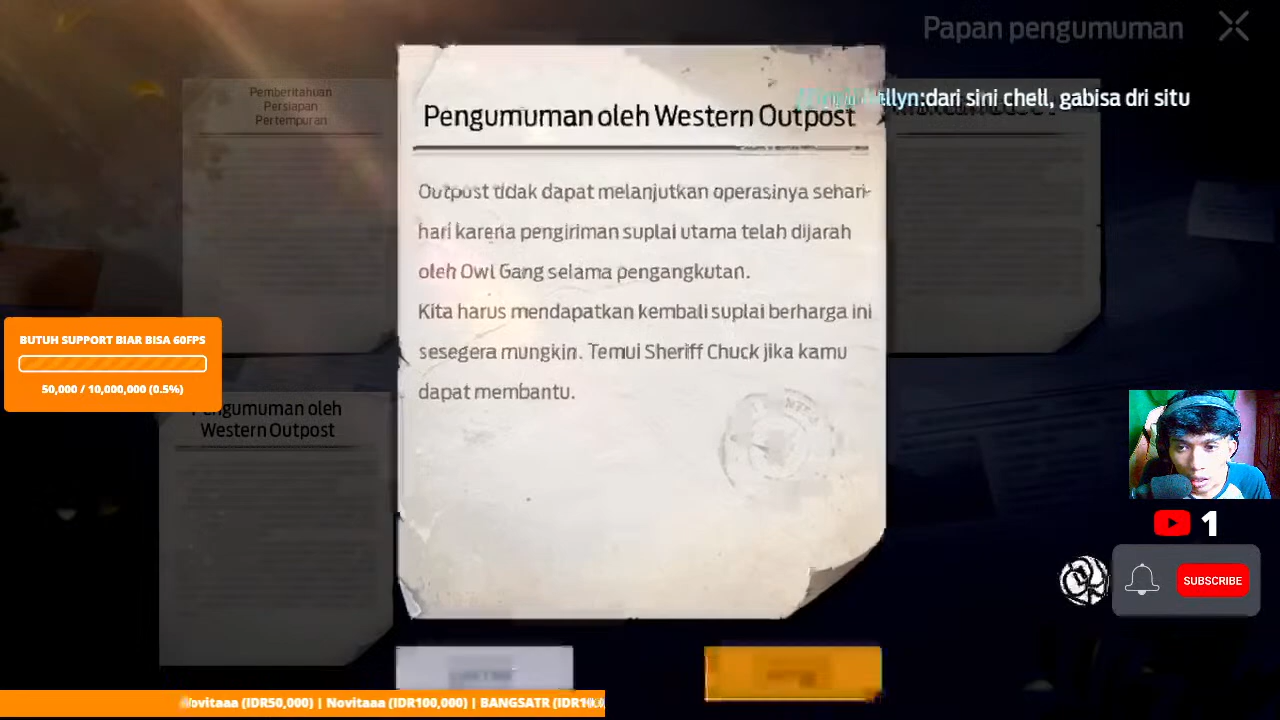 Papan pengumuman
Pemberitahuan
Persiapan
Pertempuran
Pengumuman oleh Western Outpost
dari sini chell, gabisa dri situ
Outpost tidak dapat melanjutkan operasinya sehari-
hari karena pengiriman suplai utama telah dijarah
oleh Owl Gang selama pengangkutan.
Kita harus mendapatkan kembali suplai berharga ini
sesegera mungkin. Temui Sheriff Chuck jika kamu
dapat membantu.
BUTUH SUPPORT BIAR BISA 60FPS
50,000 / 10,000,000 (0.5%)
Pengumuman oleh
Western Outpost
1
SUBSCRIBE
Novitaaa (IDR50,000) | Novitaaa (IDR100,000) | BANGSATR